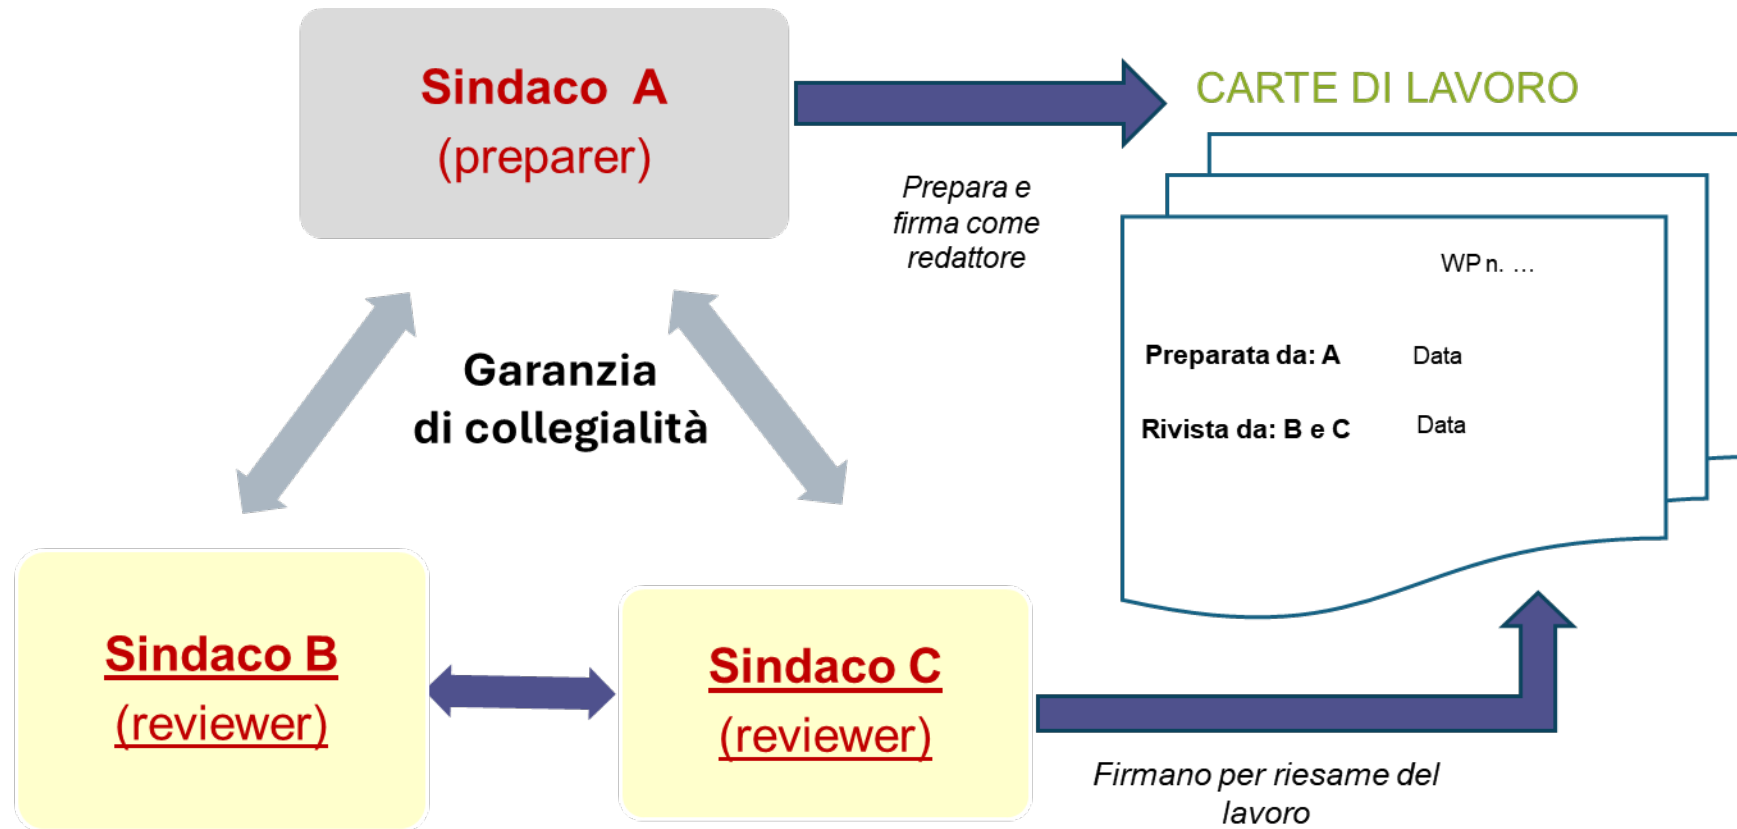 Sindaco A
(preparer)
Prepara e
firma come
redattore
CARTE DI LAVORO
WP n. …
Preparata da: A Data
Rivista da: B e C Data
Garanzia
di collegialità
Sindaco B
(reviewer)
Sindaco C
(reviewer)
Firmano per riesame del
lavoro